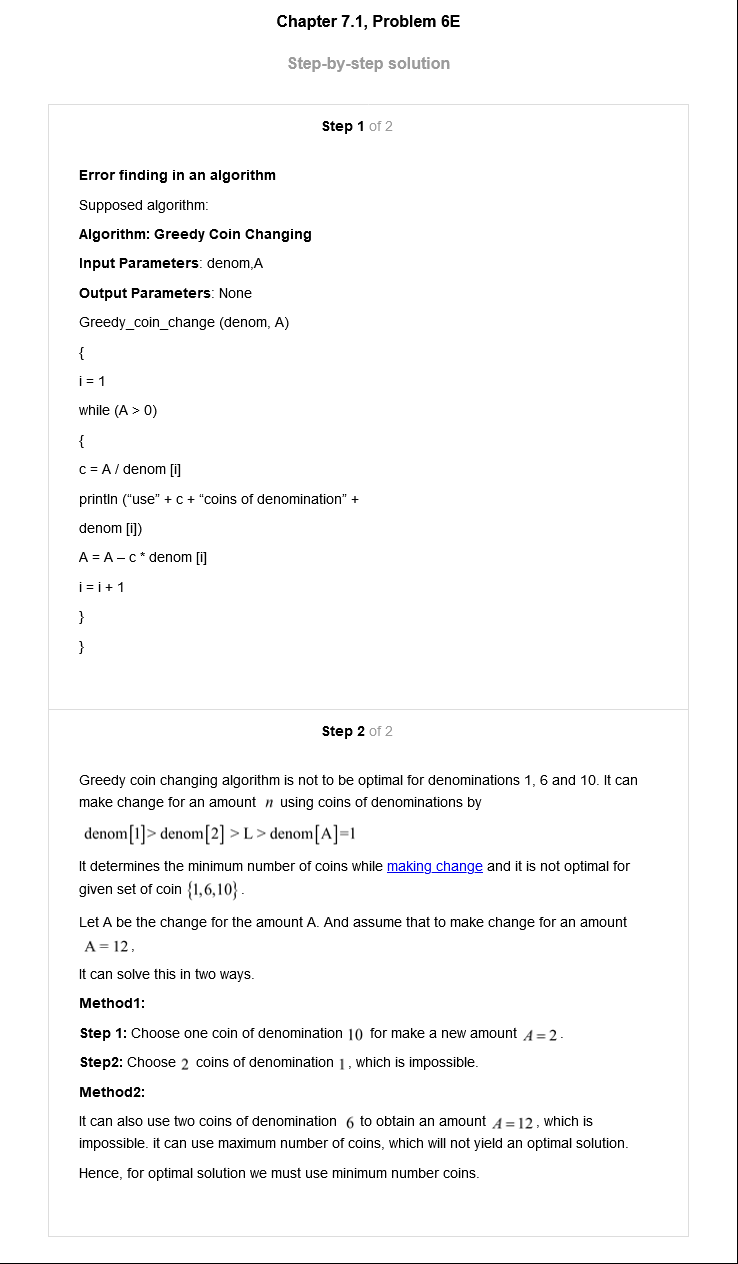 Chapter 7.1, Problem 6E
Step-by-step solution
Step 1 of 2
Error finding in an algorithm
Supposed algorithm:
Algorithm: Greedy Coin Changing
Input Parameters: denom,A
Output Parameters: None
Greedy_coin_change (denom, A)
{
i = 1
while (A > 0)
{
c = A / denom [i]
println (“use” + c + “coins of denomination” +
denom [i])
A = A – c * denom [i]
i = i + 1
}
}
Step 2 of 2
Greedy coin changing algorithm is not to be optimal for denominations 1, 6 and 10. It can
make change for an amount n using coins of denominations by
denom[1]> denom[2] > L > denom[A]=1
It determines the minimum number of coins while making change and it is not optimal for
given set of coin {1,6,10}.
Let A be the change for the amount A. And assume that to make change for an amount
A = 12,
It can solve this in two ways.
Method1:
Step 1: Choose one coin of denomination 10 for make a new amount A = 2.
Step2: Choose 2 coins of denomination 1, which is impossible.
Method2:
It can also use two coins of denomination 6 to obtain an amount A = 12, which is
impossible. it can use maximum number of coins, which will not yield an optimal solution.
Hence, for optimal solution we must use minimum number coins.